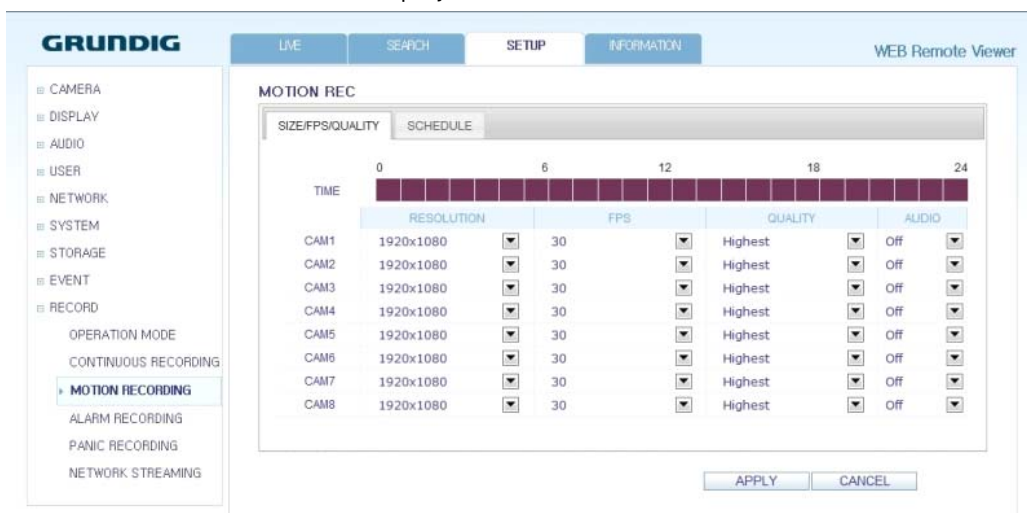 GRUNDIG
LIVE SEARCH SETUP INFORMATION
WEB Remote Viewer
CAMERA
DISPLAY
AUDIO
USER
NETWORK
SYSTEM
STORAGE
EVENT
RECORD
OPERATION MODE
CONTINUOUS RECORDING
MOTION RECORDING
ALARM RECORDING
PANIC RECORDING
NETWORK STREAMING
MOTION REC
SIZE/FPS/QUALITY SCHEDULE
0 6 12 18 24
TIME
RESOLUTION FPS QUALITY AUDIO
CAM1 1920x1080 30 Highest Off
CAM2 1920x1080 30 Highest Off
CAM3 1920x1080 30 Highest Off
CAM4 1920x1080 30 Highest Off
CAM5 1920x1080 30 Highest Off
CAM6 1920x1080 30 Highest Off
CAM7 1920x1080 30 Highest Off
CAM8 1920x1080 30 Highest Off
APPLY CANCEL